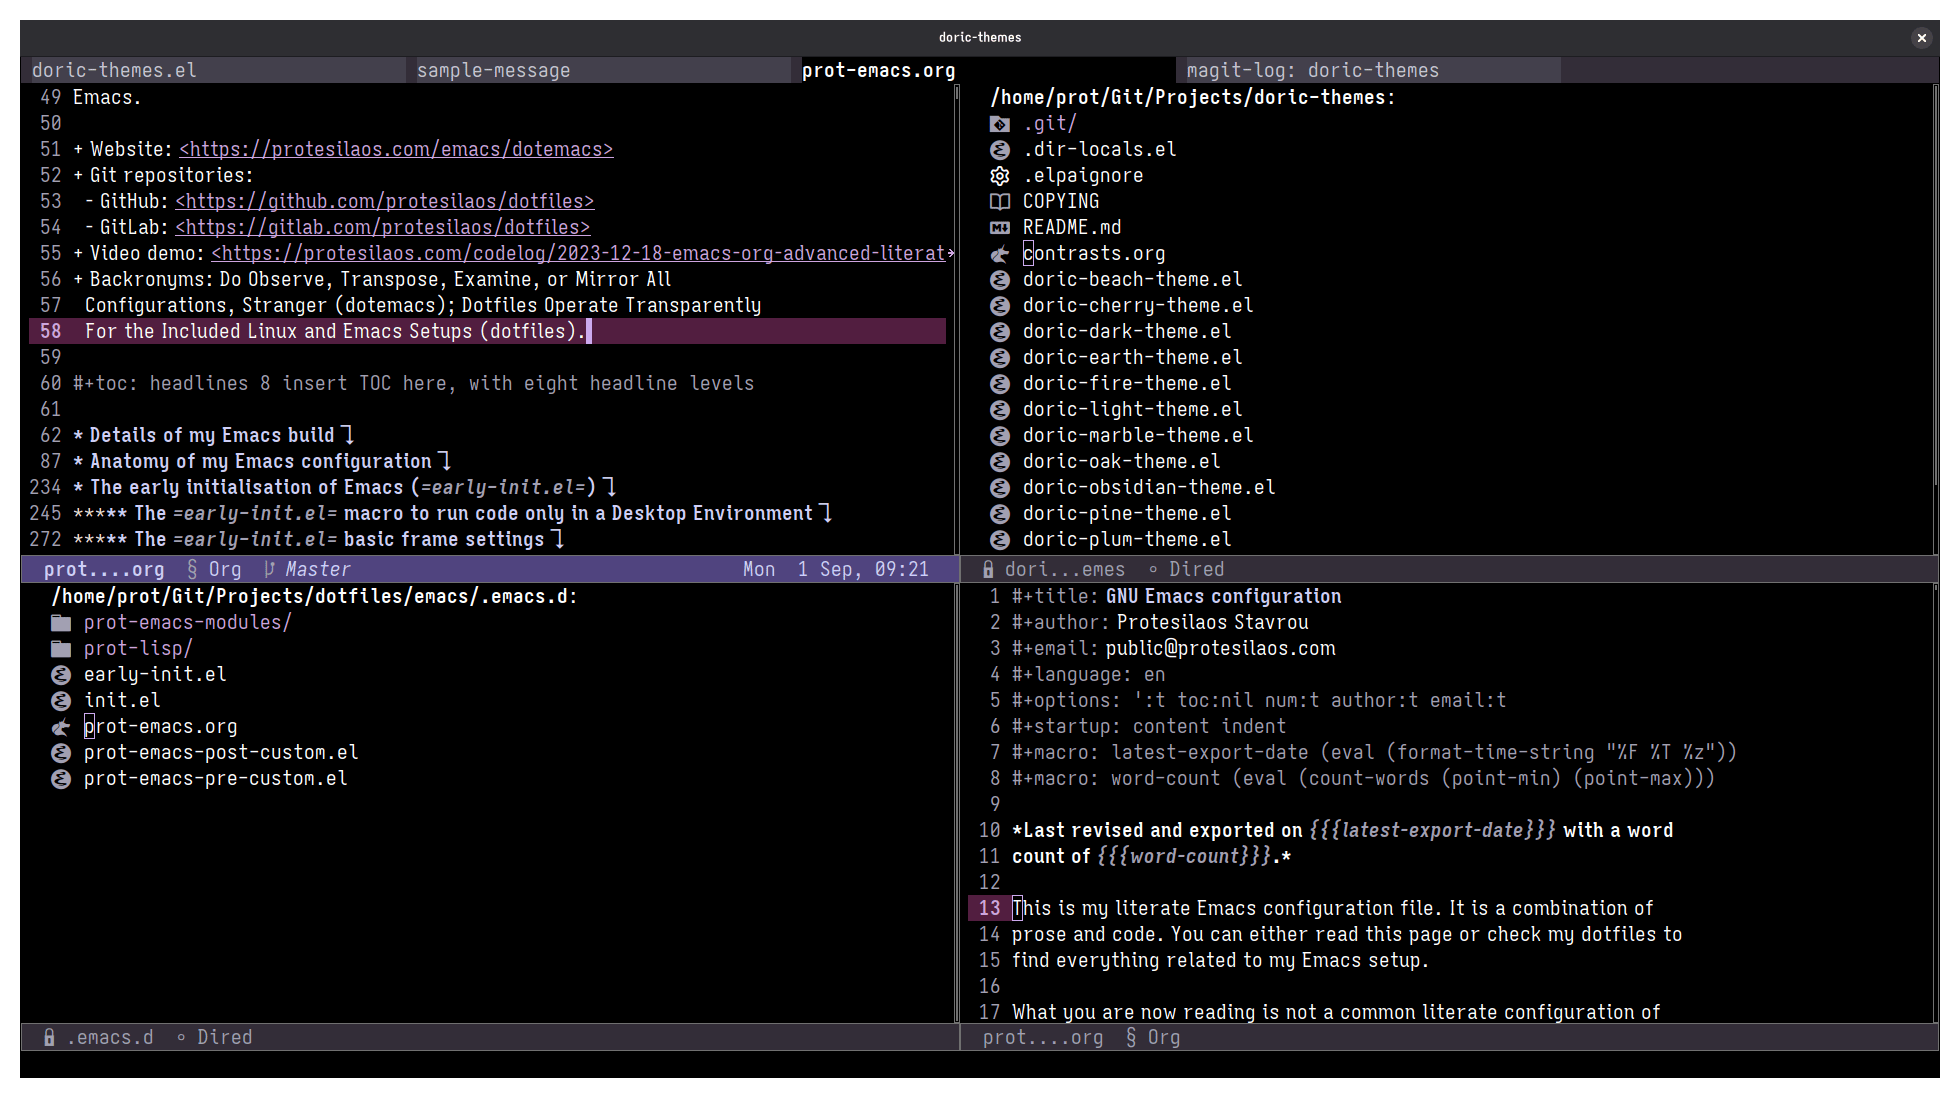 doric-themes
doric-themes.el
sample-message
prot-emacs.org
magit-log: doric-themes
49 Emacs.
50
51 + Website: <https://protesilaos.com/emacs/dotemacs>
52 + Git repositories:
53 - GitHub: <https://github.com/protesilaos/dotfiles>
54 - GitLab: <https://gitlab.com/protesilaos/dotfiles>
55 + Video demo: <https://protesilaos.com/codelog/2023-12-18-emacs-org-advanced-literat
56 + Backronyms: Do Observe, Transpose, Examine, or Mirror All
57 Configurations, Stranger (dotemacs); Dotfiles Operate Transparently
58 For the Included Linux and Emacs Setups (dotfiles).
59
60 #+toc: headlines 8 insert TOC here, with eight headline levels
61
62 * Details of my Emacs build ⤵
87 * Anatomy of my Emacs configuration ⤵
234 * The early initialisation of Emacs (=early-init.el=) ⤵
245 ***** The =early-init.el= macro to run code only in a Desktop Environment ⤵
272 ***** The =early-init.el= basic frame settings ⤵
prot....org § Org Master Mon 1 Sep, 09:21
/home/prot/Git/Projects/doric-themes:
.git/
.dir-locals.el
.elpaignore
COPYING
README.md
contrasts.org
doric-beach-theme.el
doric-cherry-theme.el
doric-dark-theme.el
doric-earth-theme.el
doric-fire-theme.el
doric-light-theme.el
doric-marble-theme.el
doric-oak-theme.el
doric-obsidian-theme.el
doric-pine-theme.el
doric-plum-theme.el
dori...emes ∘ Dired
/home/prot/Git/Projects/dotfiles/emacs/.emacs.d:
prot-emacs-modules/
prot-lisp/
early-init.el
init.el
prot-emacs.org
prot-emacs-post-custom.el
prot-emacs-pre-custom.el
.emacs.d ∘ Dired
1 #+title: GNU Emacs configuration
2 #+author: Protesilaos Stavrou
3 #+email: public@protesilaos.com
4 #+language: en
5 #+options: ':t toc:nil num:t author:t email:t
6 #+startup: content indent
7 #+macro: latest-export-date (eval (format-time-string "%F %T %z"))
8 #+macro: word-count (eval (count-words (point-min) (point-max)))
9
10 *Last revised and exported on {{{latest-export-date}}} with a word
11 count of {{{word-count}}}.*
12
13 This is my literate Emacs configuration file. It is a combination of
14 prose and code. You can either read this page or check my dotfiles to
15 find everything related to my Emacs setup.
16
17 What you are now reading is not a common literate configuration of
prot....org § Org